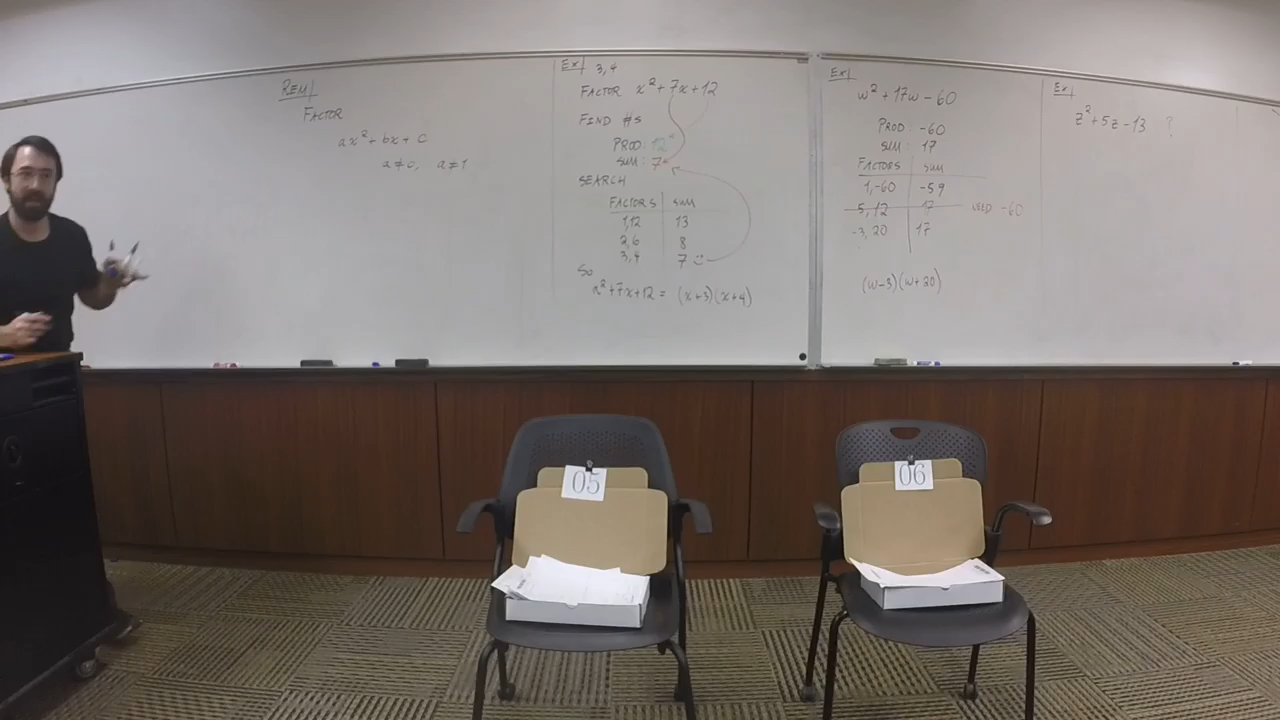 REM
FACTOR
ax² + bx + c
a≠0, a≠1
Ex 3,4
FACTOR x² + 7x + 12
FIND #S
PROD: 12
SUM: 7
SEARCH
FACTORS SUM
1,12 13
2,6 8
3,4 7
SO
x² + 7x + 12 = (x+3)(x+4)
Ex
w² + 17w - 60
PROD: -60
SUM: 17
FACTORS SUM
1,-60 -59
5,12 17 NEED -60
-3,20 17
(w-3)(w+20)
Ex
z² + 5z - 13 ?
05
06